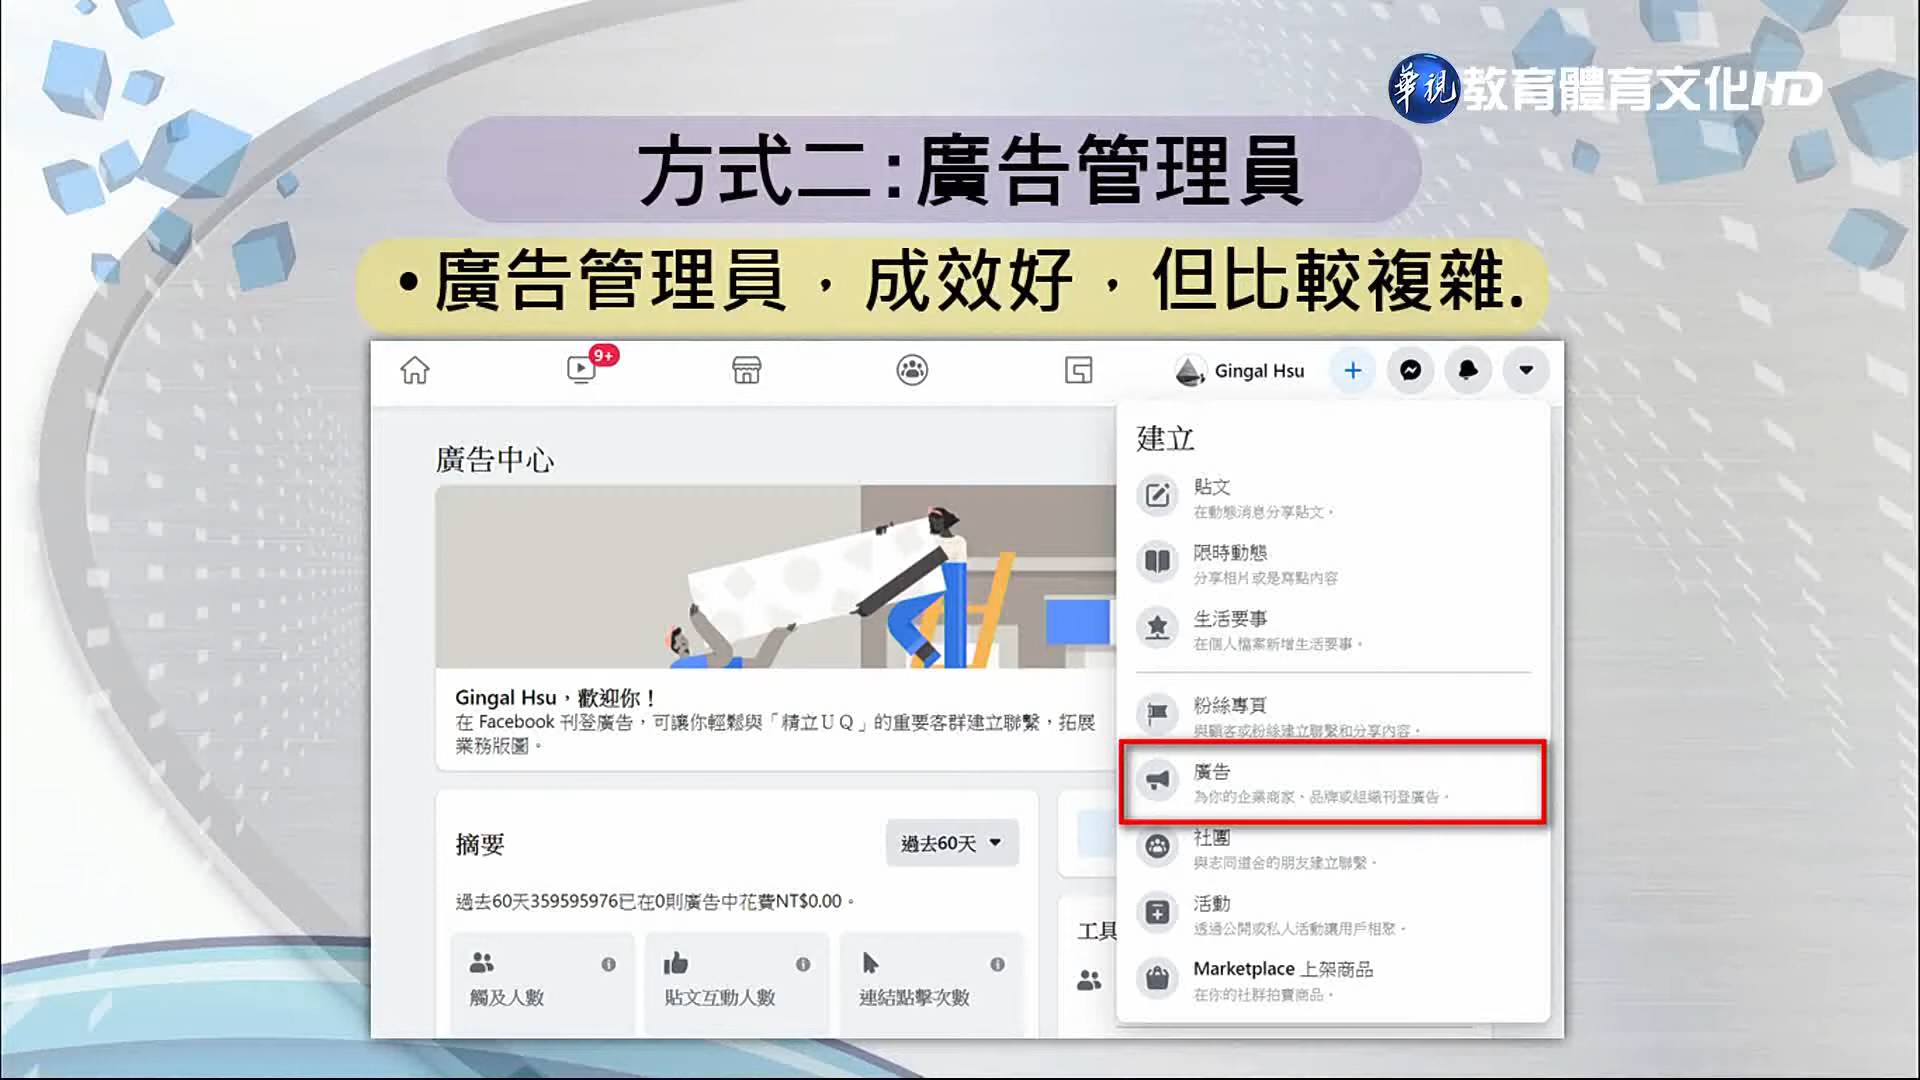 華視 教育體育文化HD
方式二:廣告管理員
•廣告管理員，成效好，但比較複雜.
9+
Gingal Hsu
廣告中心
Gingal Hsu，歡迎你！
在 Facebook 刊登廣告，可讓你輕鬆與「精立ＵＱ」的重要客群建立聯繫，拓展
業務版圖。
摘要
過去60天
過去60天359595976已在0則廣告中花費NT$0.00。
觸及人數
貼文互動人數
連結點擊次數
工具
建立
貼文
在動態消息分享貼文。
限時動態
分享相片或是寫點內容
生活要事
在個人檔案新增生活要事。
粉絲專頁
與顧客或粉絲建立聯繫和分享內容。
廣告
為你的企業商家、品牌或組織刊登廣告。
社團
與志同道合的朋友建立聯繫。
活動
透過公開或私人活動讓用戶相聚。
Marketplace 上架商品
在你的社群拍賣商品。